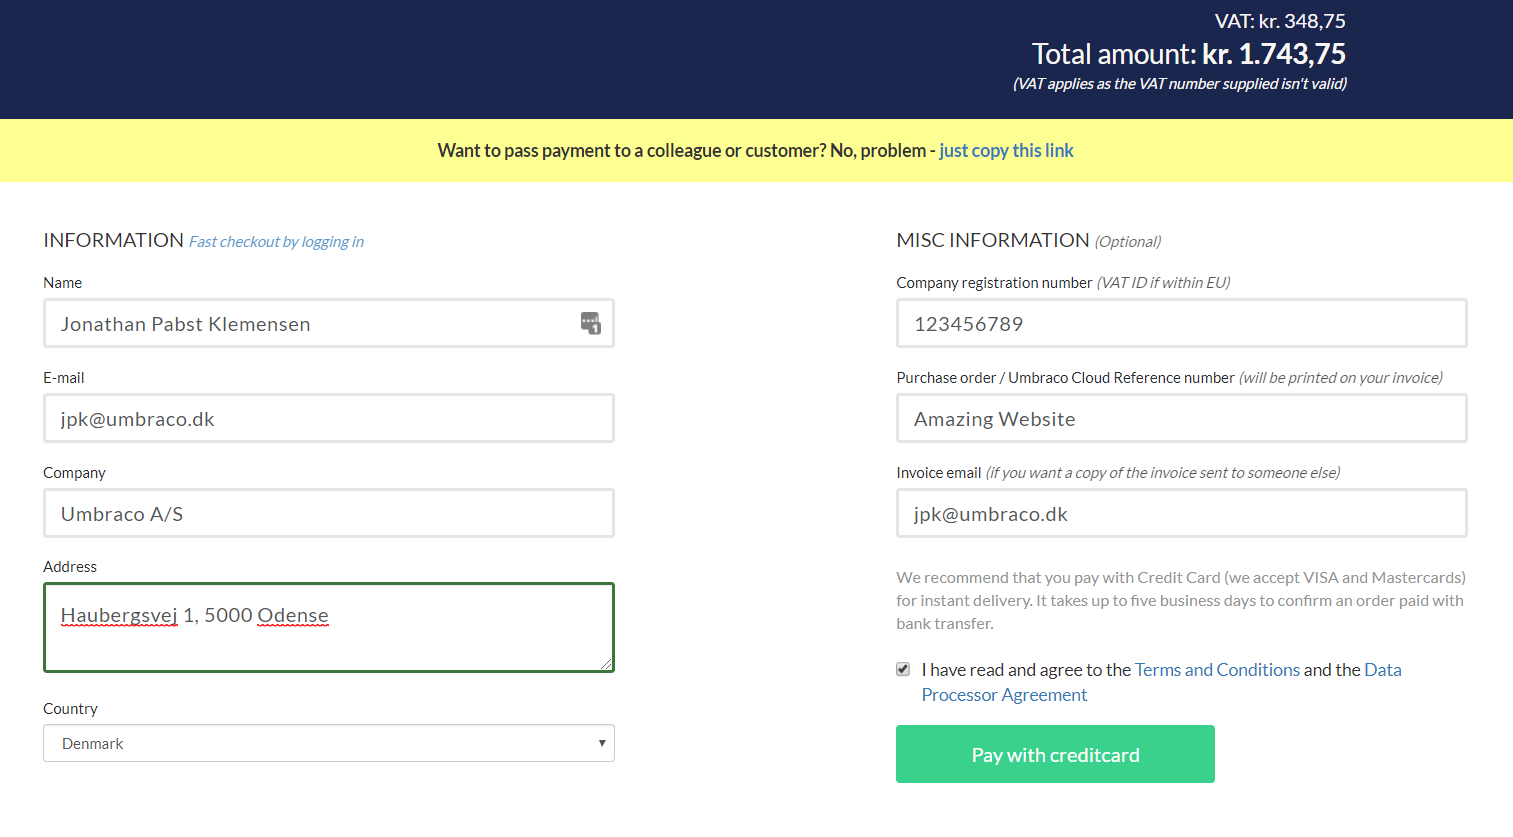 VAT: kr. 348,75
Total amount: kr. 1.743,75
(VAT applies as the VAT number supplied isn't valid)
Want to pass payment to a colleague or customer? No, problem - just copy this link
INFORMATION Fast checkout by logging in
Name
Jonathan Pabst Klemensen
1
E-mail
jpk@umbraco.dk
Company
Umbraco A/S
Address
Haubergsvej 1, 5000 Odense
Country
Denmark
MISC INFORMATION (Optional)
Company registration number (VAT ID if within EU)
123456789
Purchase order / Umbraco Cloud Reference number (will be printed on your invoice)
Amazing Website
Invoice email (if you want a copy of the invoice sent to someone else)
jpk@umbraco.dk
We recommend that you pay with Credit Card (we accept VISA and Mastercards)
for instant delivery. It takes up to five business days to confirm an order paid with
bank transfer.
I have read and agree to the Terms and Conditions and the Data
Processor Agreement
Pay with creditcard